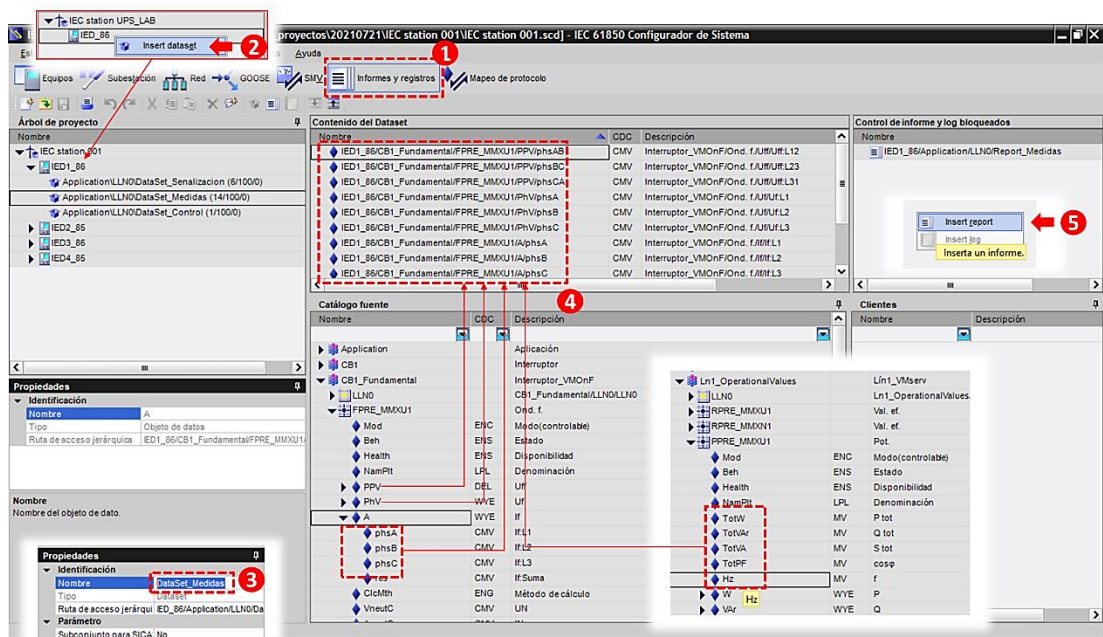 IEC station UPS_LAB
IED_86
Insert dataset
2
proyectos\20210721\IEC station 001\IEC station 001.scd] - IEC 61850 Configurador de Sistema
1
Ayuda
Equipos
Subestación
Red
GOOSE
SMV
Informes y registros
Mapeo de protocolo
Árbol de proyecto
Nombre
IEC station 001
IED1_86
Application\LLN0\DataSet_Senalizacion (6/100/0)
Application\LLN0\DataSet_Medidas (14/100/0)
Application\LLN0\DataSet_Control (1/100/0)
IED2_85
IED3_86
IED4_85
Contenido del Dataset
Nombre CDC Descripción
IED1_86/CB1_Fundamental/FPRE_MMXU1/PPV/phsAB CMV Interruptor_VMOnF/Ond. f./Uff/Uff:L12
IED1_86/CB1_Fundamental/FPRE_MMXU1/PPV/phsBC CMV Interruptor_VMOnF/Ond. f./Uff/Uff:L23
IED1_86/CB1_Fundamental/FPRE_MMXU1/PPV/phsCA CMV Interruptor_VMOnF/Ond. f./Uff/Uff:L31
IED1_86/CB1_Fundamental/FPRE_MMXU1/PhV/phsA CMV Interruptor_VMOnF/Ond. f./Uf/Uf:L1
IED1_86/CB1_Fundamental/FPRE_MMXU1/PhV/phsB CMV Interruptor_VMOnF/Ond. f./Uf/Uf:L2
IED1_86/CB1_Fundamental/FPRE_MMXU1/PhV/phsC CMV Interruptor_VMOnF/Ond. f./Uf/Uf:L3
IED1_86/CB1_Fundamental/FPRE_MMXU1/A/phsA CMV Interruptor_VMOnF/Ond. f./If/If:L1
IED1_86/CB1_Fundamental/FPRE_MMXU1/A/phsB CMV Interruptor_VMOnF/Ond. f./If/If:L2
IED1_86/CB1_Fundamental/FPRE_MMXU1/A/phsC CMV Interruptor_VMOnF/Ond. f./If/If:L3
4
Control de informe y log bloqueados
Nombre
IED1_86/Application/LLN0/Report_Medidas
Insert report
5
Insert log
Inserta un informe.
Catálogo fuente
Nombre CDC Descripción
Application Aplicación
CB1 Interruptor
CB1_Fundamental Interruptor_VMOnF
LLN0 CB1_Fundamental/LLN0/LLN0
FPRE_MMXU1 Ond. f.
Mod ENC Modo(controlable)
Beh ENS Estado
Health ENS Disponibilidad
NamPlt LPL Denominación
PPV DEL Uff
PhV WYE Uf
A WYE If
phsA CMV If:L1
phsB CMV If:L2
phsC CMV If:L3
res CMV If:Suma
ClcMth ENG Método de cálculo
VneutC CMV UN
Ln1_OperationalValues Lín1_VMserv
LLN0 Ln1_OperationalValues
RPRE_MMXU1 Val. ef.
RPRE_MMXN1 Val. ef.
PPRE_MMXU1 Pot.
Mod ENC Modo(controlable)
Beh ENS Estado
Health ENS Disponibilidad
NamPlt LPL Denominación
TotW MV P tot
TotVAr MV Q tot
TotVA MV S tot
TotPF MV cosφ
Hz MV f
W WYE P
Hz
VAr WYE Q
Clientes
Nombre Descripción
Propiedades
Identificación
Nombre A
Tipo Objeto de datos
Ruta de acceso jerárquica IED1_86/CB1_Fundamental/FPRE_MMXU1/
Nombre
Nombre del objeto de dato.
Propiedades
Identificación
Nombre DataSet_Medidas
3
Tipo Dataset
Ruta de acceso jerárqui IED_86/Application/LLN0/Da
Parámetro
Subconjunto para SICA No